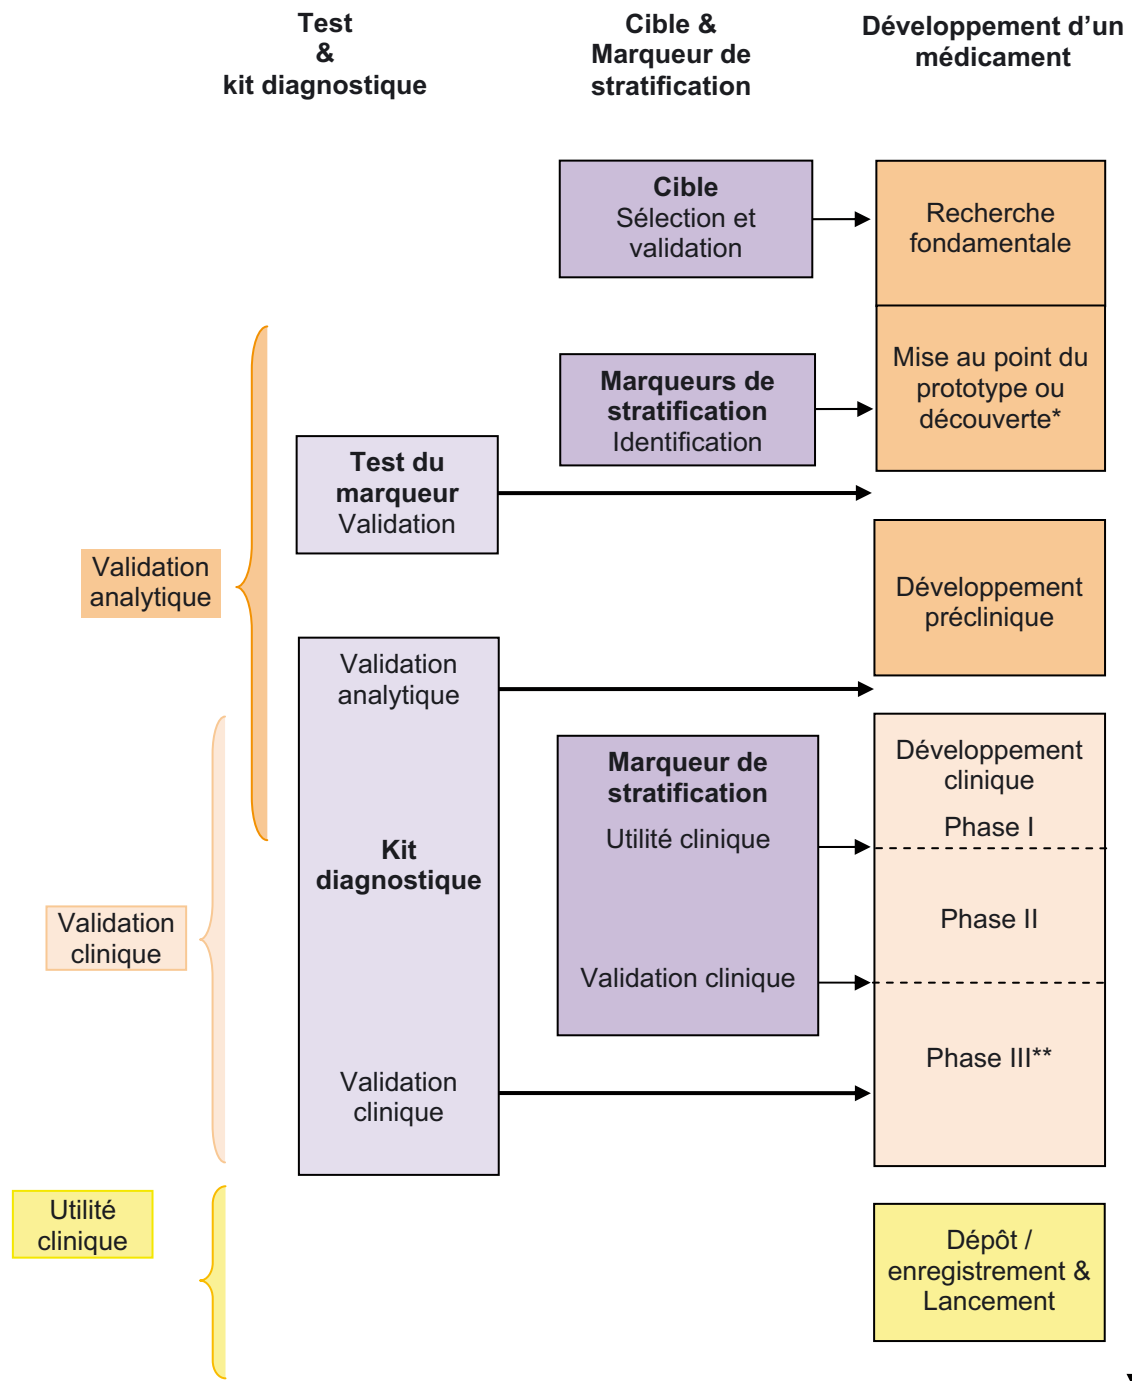 Test
&
kit diagnostique
Cible &
Marqueur de
stratification
Développement d’un
médicament
Cible
Sélection et
validation
Recherche
fondamentale
Marqueurs de
stratification
Identification
Mise au point du
prototype ou
découverte*
Test du
marqueur
Validation
Validation
analytique
Développement
préclinique
Validation
analytique
Kit
diagnostique
Validation
clinique
Marqueur de
stratification
Utilité clinique
Validation clinique
Développement
clinique
Phase I
Phase II
Phase III**
Validation
clinique
Utilité
clinique
Dépôt /
enregistrement &
Lancement